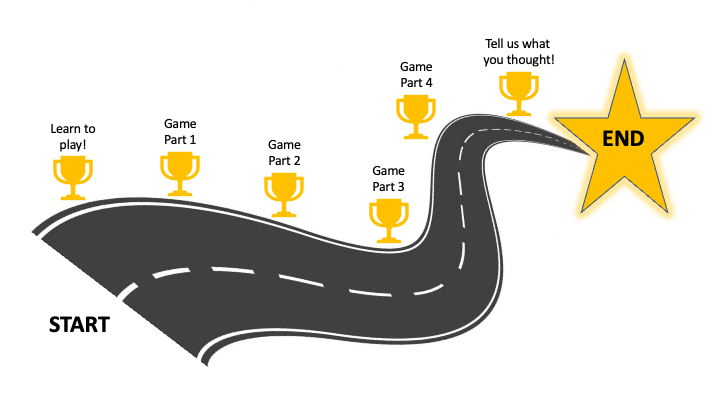 Learn to
play!
Game
Part 1
Game
Part 2
Game
Part 3
Game
Part 4
Tell us what
you thought!
END
START